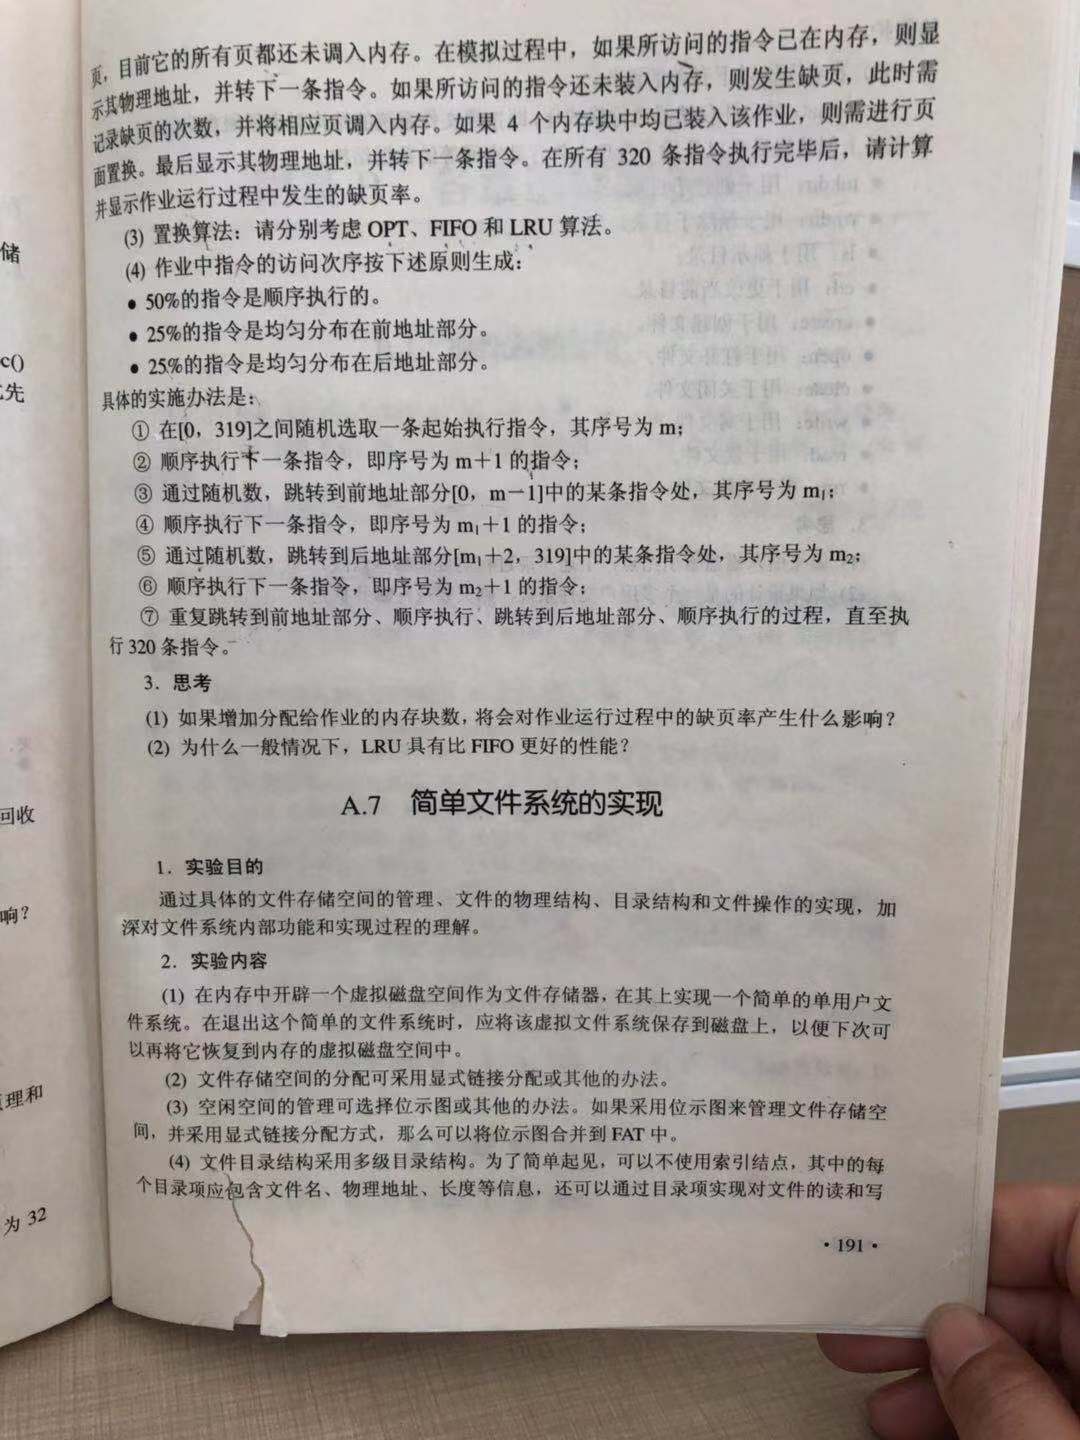 页，目前它的所有页都还未调入内存。在模拟过程中，如果所访问的指令已在内存，则显
示其物理地址，并转下一条指令。如果所访问的指令还未装入内存，则发生缺页，此时需
记录缺页的次数，并将相应页调入内存。如果 4 个内存块中均已装入该作业，则需进行页
面置换。最后显示其物理地址，并转下一条指令。在所有 320 条指令执行完毕后，请计算
并显示作业运行过程中发生的缺页率。
(3) 置换算法：请分别考虑 OPT、FIFO 和 LRU 算法。
(4) 作业中指令的访问次序按下述原则生成：
• 50%的指令是顺序执行的。
• 25%的指令是均匀分布在前地址部分。
• 25%的指令是均匀分布在后地址部分。
具体的实施办法是：
① 在[0，319]之间随机选取一条起始执行指令，其序号为 m；
② 顺序执行下一条指令，即序号为 m＋1 的指令；
③ 通过随机数，跳转到前地址部分[0，m－1]中的某条指令处，其序号为 m₁；
④ 顺序执行下一条指令，即序号为 m₁＋1 的指令；
⑤ 通过随机数，跳转到后地址部分[m₁＋2，319]中的某条指令处，其序号为 m₂；
⑥ 顺序执行下一条指令，即序号为 m₂＋1 的指令；
⑦ 重复跳转到前地址部分、顺序执行、跳转到后地址部分、顺序执行的过程，直至执
行 320 条指令。
3．思考
(1) 如果增加分配给作业的内存块数，将会对作业运行过程中的缺页率产生什么影响？
(2) 为什么一般情况下，LRU 具有比 FIFO 更好的性能？
A.7 简单文件系统的实现
1．实验目的
通过具体的文件存储空间的管理、文件的物理结构、目录结构和文件操作的实现，加
深对文件系统内部功能和实现过程的理解。
2．实验内容
(1) 在内存中开辟一个虚拟磁盘空间作为文件存储器，在其上实现一个简单的单用户文
件系统。在退出这个简单的文件系统时，应将该虚拟文件系统保存到磁盘上，以便下次可
以再将它恢复到内存的虚拟磁盘空间中。
(2) 文件存储空间的分配可采用显式链接分配或其他的办法。
(3) 空闲空间的管理可选择位示图或其他的办法。如果采用位示图来管理文件存储空
间，并采用显式链接分配方式，那么可以将位示图合并到 FAT 中。
(4) 文件目录结构采用多级目录结构。为了简单起见，可以不使用索引结点，其中的每
个目录项应包含文件名、物理地址、长度等信息，还可以通过目录项实现对文件的读和写
• 191 •
储
c()
先
回收
响？
理和
为 32